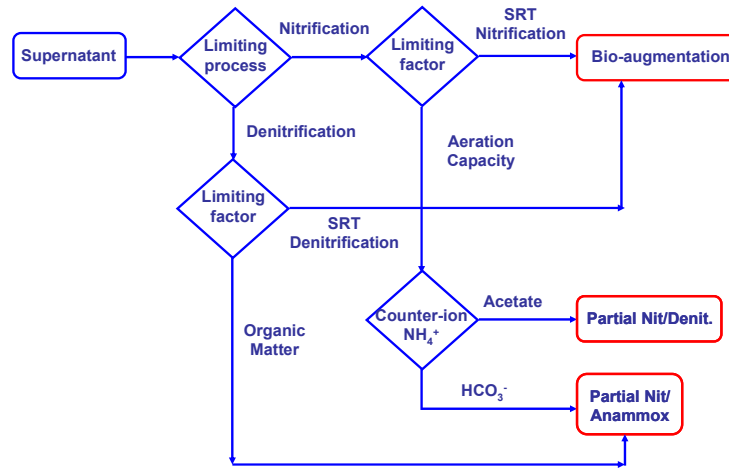 Supernatant
Limiting
process
Nitrification
Limiting
factor
SRT
Nitrification
Bio-augmentation
Denitrification
Aeration
Capacity
Limiting
factor
SRT
Denitrification
Counter-ion
NH₄⁺
Acetate
Partial Nit/Denit.
Organic
Matter
HCO₃⁻
Partial Nit/
Anammox